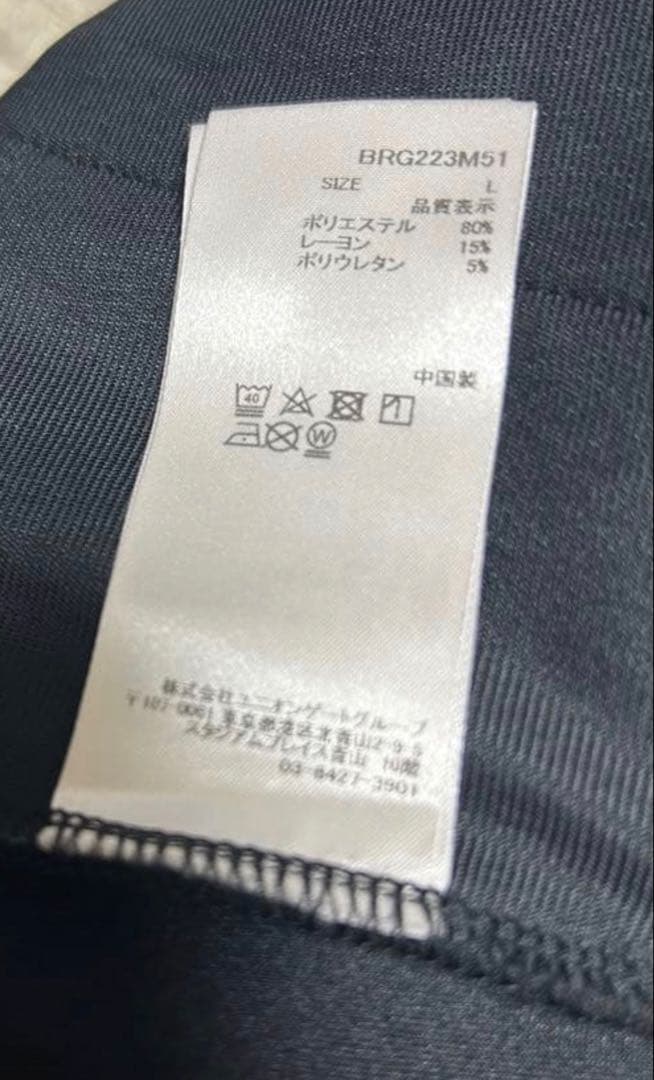 BRG223M51
SIZE L
品質表示
ポリエステル 80%
レーヨン 15%
ポリウレタン 5%
中国製
40
W
株式会社ユニオンゲートグループ
〒107-0061 東京都港区北青山2-9-5
スタジアムプレイス青山 10階
03-6427-3901